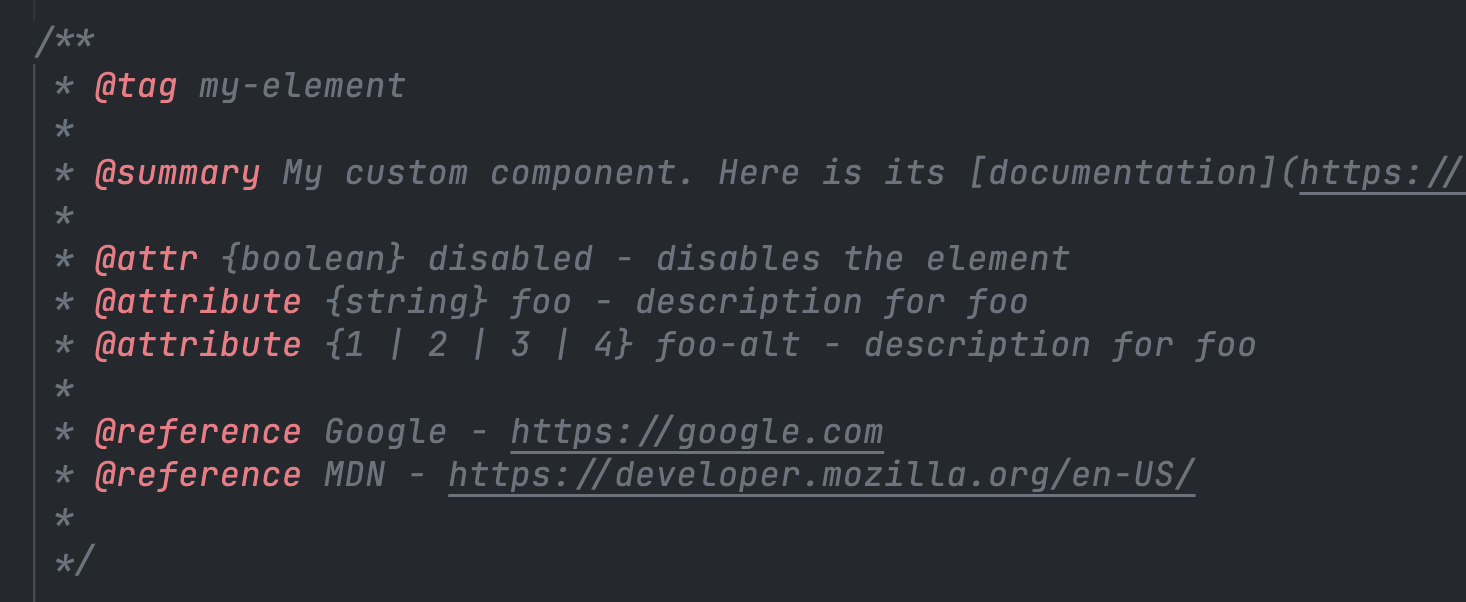 /**
* @tag my-element
*
* @summary My custom component. Here is its [documentation](https://
*
* @attr {boolean} disabled - disables the element
* @attribute {string} foo - description for foo
* @attribute {1 | 2 | 3 | 4} foo-alt - description for foo
*
* @reference Google - https://google.com
* @reference MDN - https://developer.mozilla.org/en-US/
*
*/